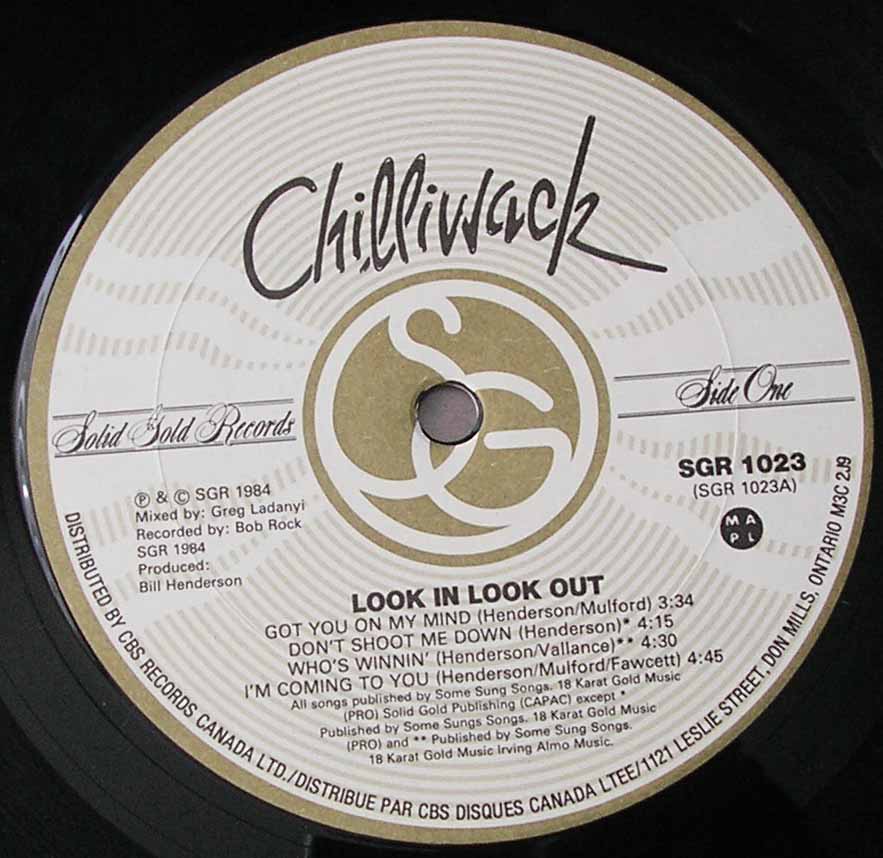 Chilliwack
SG
Solid Gold Records
Side One
SGR 1023
(SGR 1023A)
M A
P L
℗ & © SGR 1984
Mixed by: Greg Ladanyi
Recorded by: Bob Rock
SGR 1984
Produced:
Bill Henderson
LOOK IN LOOK OUT
GOT YOU ON MY MIND (Henderson/Mulford) 3:34
DON'T SHOOT ME DOWN (Henderson)* 4:15
WHO'S WINNIN' (Henderson/Vallance)** 4:30
I'M COMING TO YOU (Henderson/Mulford/Fawcett) 4:45
All songs published by Some Sung Songs. 18 Karat Gold Music
(PRO) Solid Gold Publishing (CAPAC) except *
Published by Some Sungs Songs. 18 Karat Gold Music
(PRO) and ** Published by Some Sung Songs.
18 Karat Gold Music Irving Almo Music.
DISTRIBUTED BY CBS RECORDS CANADA LTD./DISTRIBUE PAR CBS DISQUES CANADA LTEE/1121 LESLIE STREET, DON MILLS, ONTARIO M3C 2J9